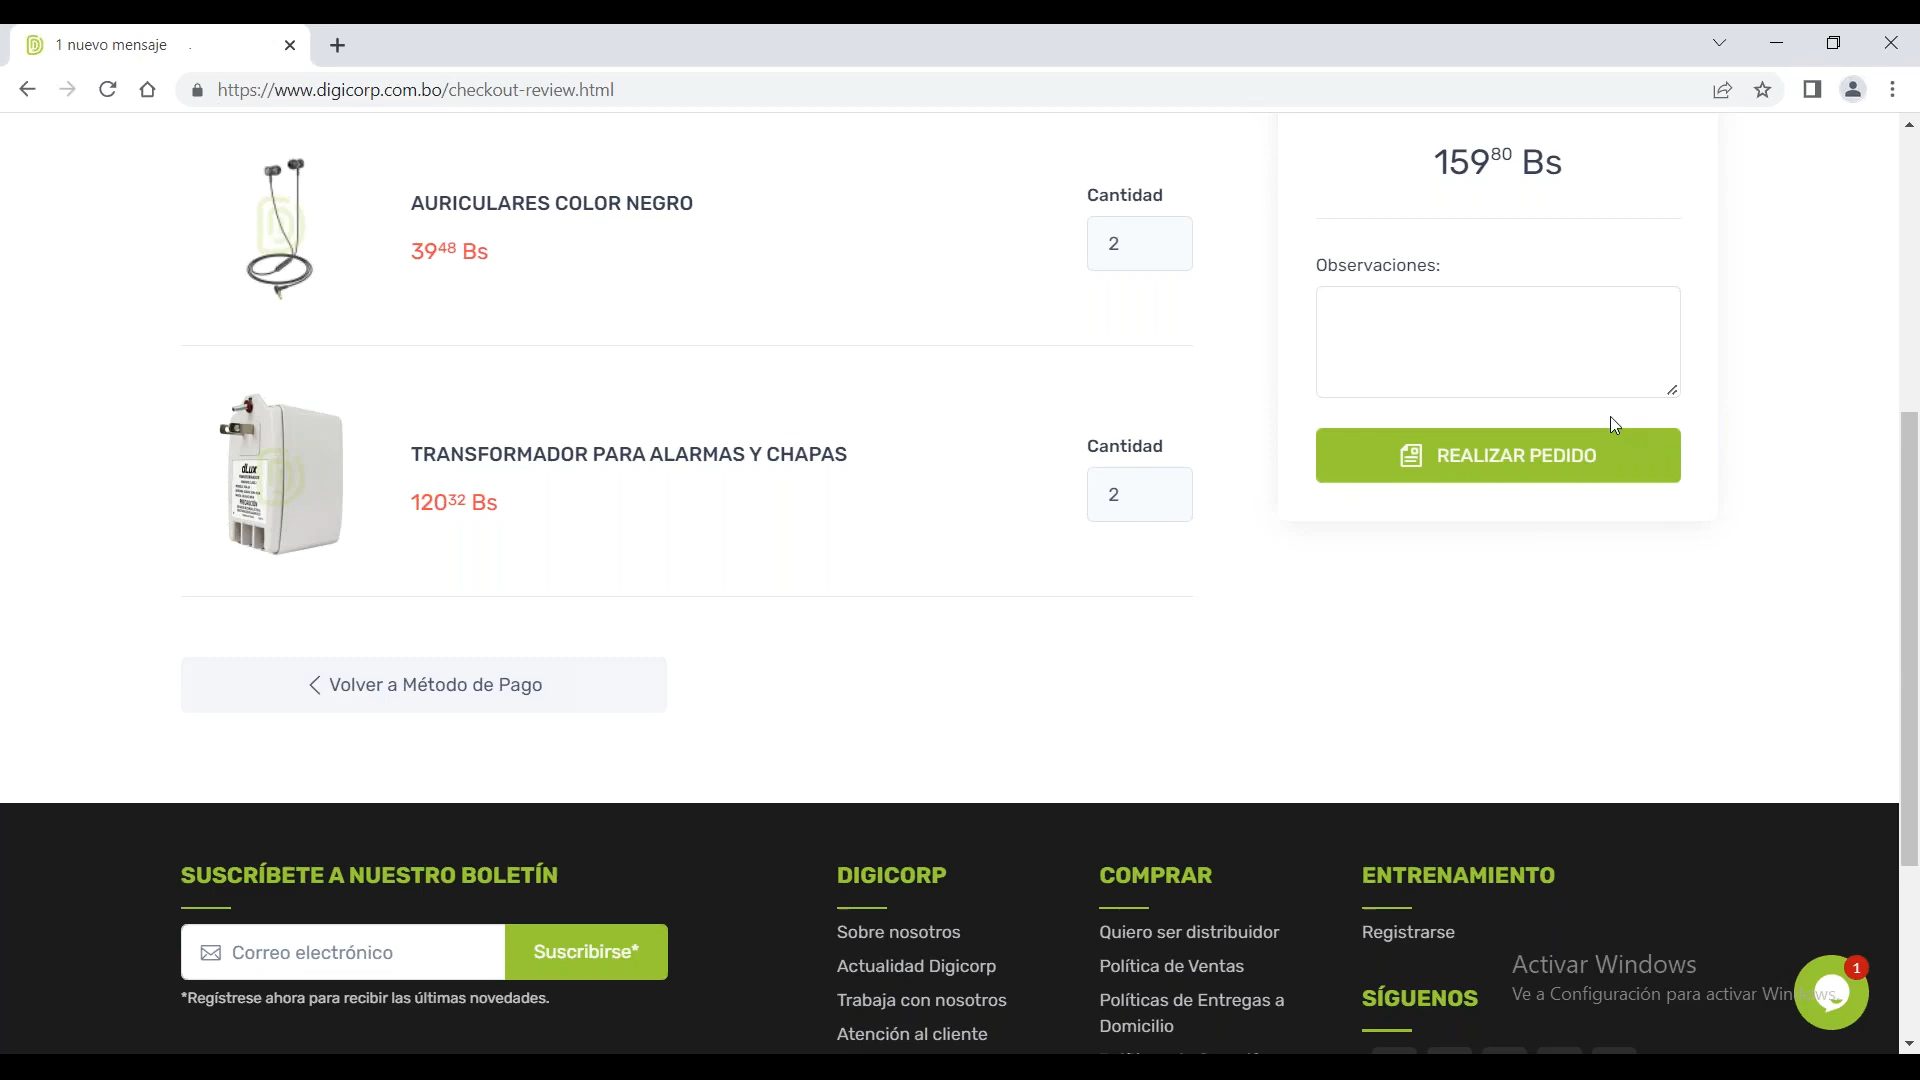 1 nuevo mensaje
https://www.digicorp.com.bo/checkout-review.html
AURICULARES COLOR NEGRO
39⁴⁸ Bs
Cantidad
2
TRANSFORMADOR PARA ALARMAS Y CHAPAS
120³² Bs
Cantidad
2
159⁸⁰ Bs
Observaciones:
REALIZAR PEDIDO
Volver a Método de Pago
SUSCRÍBETE A NUESTRO BOLETÍN
Correo electrónico
Suscribirse*
*Regístrese ahora para recibir las últimas novedades.
DIGICORP
Sobre nosotros
Actualidad Digicorp
Trabaja con nosotros
Atención al cliente
COMPRAR
Quiero ser distribuidor
Política de Ventas
Políticas de Entregas a
Domicilio
ENTRENAMIENTO
Registrarse
SÍGUENOS
Activar Windows
Ve a Configuración para activar Windows.
1
dLux